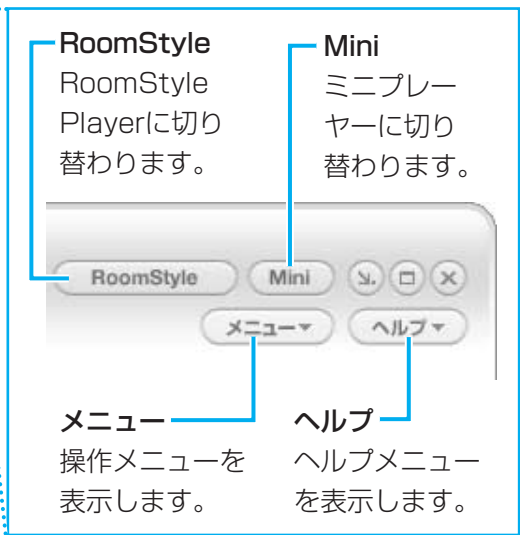 RoomStyle
RoomStyle
Playerに切り
替わります。
Mini
ミニプレー
ヤーに切り
替わります。
RoomStyle
Mini
メニュー
ヘルプ
メニュー
操作メニューを
表示します。
ヘルプ
ヘルプメニュー
を表示します。